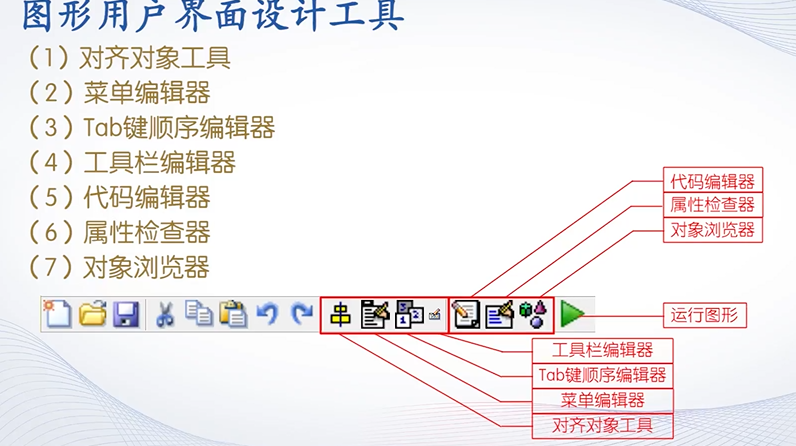 图形用户界面设计工具
（1）对齐对象工具
（2）菜单编辑器
（3）Tab键顺序编辑器
（4）工具栏编辑器
（5）代码编辑器
（6）属性检查器
（7）对象浏览器
代码编辑器
属性检查器
对象浏览器
运行图形
工具栏编辑器
Tab键顺序编辑器
菜单编辑器
对齐对象工具